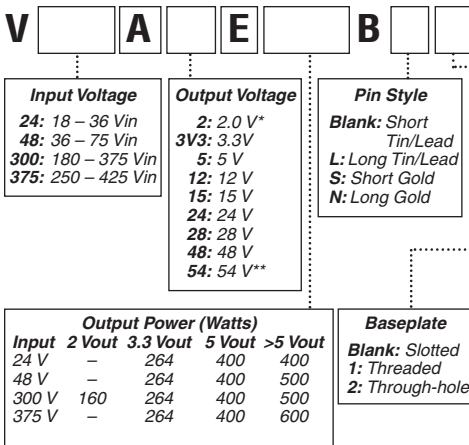 V A E B
Input Voltage
24: 18 – 36 Vin
48: 36 – 75 Vin
300: 180 – 375 Vin
375: 250 – 425 Vin
Output Voltage
2: 2.0 V*
3V3: 3.3V
5: 5 V
12: 12 V
15: 15 V
24: 24 V
28: 28 V
48: 48 V
54: 54 V**
Pin Style
Blank: Short
Tin/Lead
L: Long Tin/Lead
S: Short Gold
N: Long Gold
Output Power (Watts)
Input 2 Vout 3.3 Vout 5 Vout >5 Vout
24 V – 264 400 400
48 V – 264 400 500
300 V 160 264 400 500
375 V – 264 400 600
Baseplate
Blank: Slotted
1: Threaded
2: Through-hole